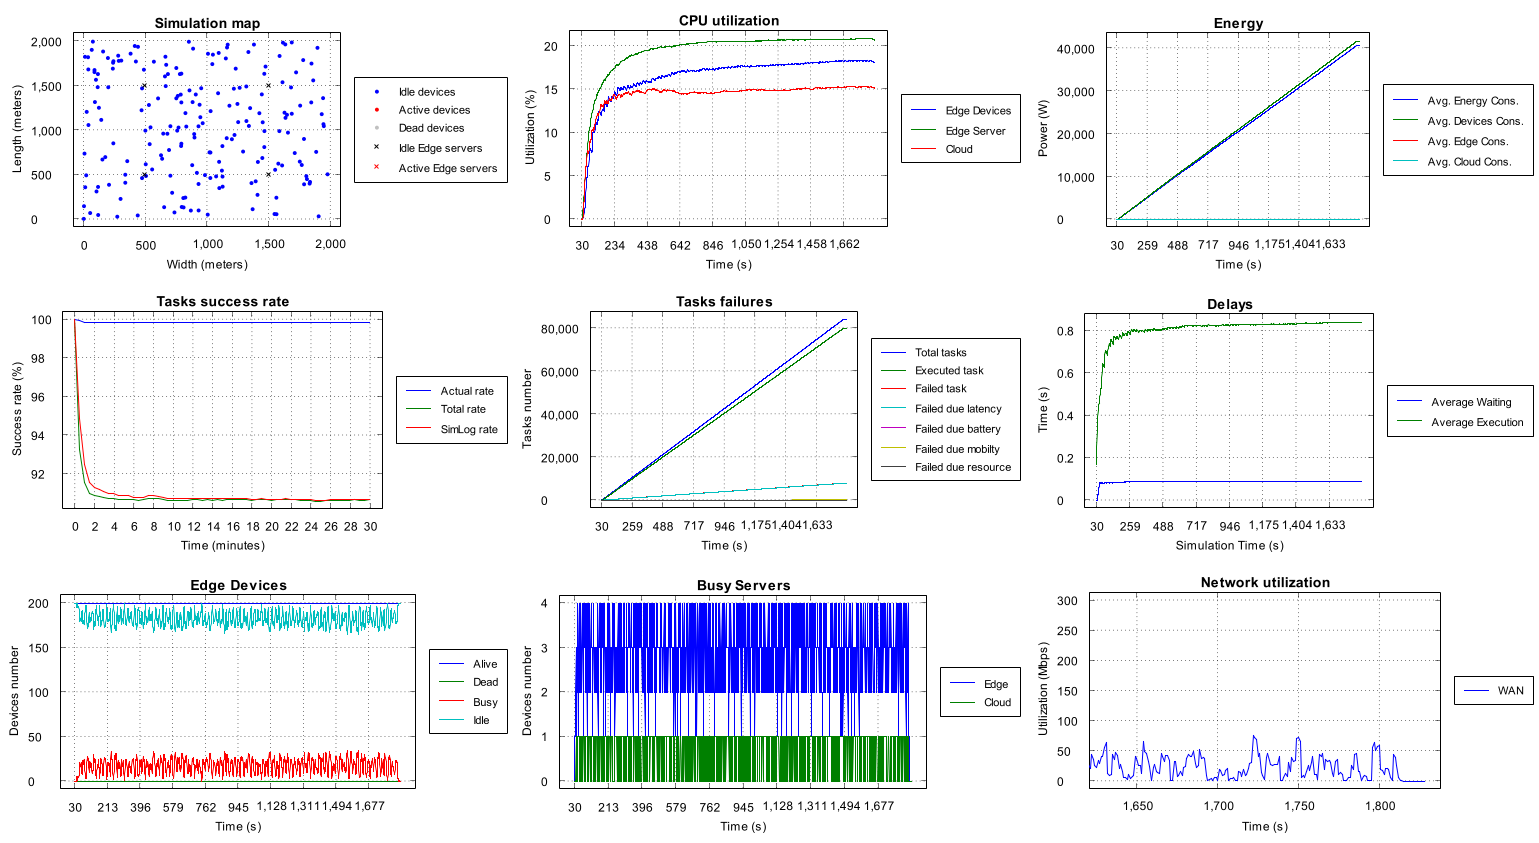 Simulation map
Length (meters)
2,000
1,500
1,000
500
0
0 500 1,000 1,500 2,000
Width (meters)
Idle devices
Active devices
Dead devices
Idle Edge servers
Active Edge servers
CPU utilization
Utilization (%)
20
15
10
5
0
30 234 438 642 846 1,050 1,254 1,458 1,662
Time (s)
Edge Devices
Edge Server
Cloud
Energy
Power (W)
40,000
30,000
20,000
10,000
0
30 259 488 717 946 1,175 1,404 1,633
Time (s)
Avg. Energy Cons.
Avg. Devices Cons.
Avg. Edge Cons.
Avg. Cloud Cons.
Tasks success rate
Success rate (%)
100
98
96
94
92
0 2 4 6 8 10 12 14 16 18 20 22 24 26 28 30
Time (minutes)
Actual rate
Total rate
SimLog rate
Tasks failures
Tasks number
80,000
60,000
40,000
20,000
0
30 259 488 717 946 1,175 1,404 1,633
Time (s)
Total tasks
Executed task
Failed task
Failed due latency
Failed due battery
Failed due mobilty
Failed due resource
Delays
Time (s)
0.8
0.6
0.4
0.2
0
30 259 488 717 946 1,175 1,404 1,633
Simulation Time (s)
Average Waiting
Average Execution
Edge Devices
Devices number
200
150
100
50
0
30 213 396 579 762 945 1,128 1,311 1,494 1,677
Time (s)
Alive
Dead
Busy
Idle
Busy Servers
Devices number
4
3
2
1
0
30 213 396 579 762 945 1,128 1,311 1,494 1,677
Time (s)
Edge
Cloud
Network utilization
Utilization (Mbps)
300
250
200
150
100
50
0
1,650 1,700 1,750 1,800
Time (s)
WAN